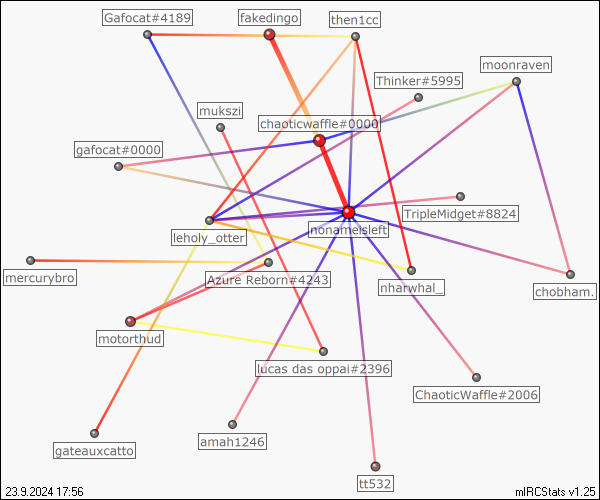 Gafocat#4189
fakedingo
then1cc
moonraven
Thinker#5995
mukszi
chaoticwaffle#0000
gafocat#0000
TripleMidget#8824
nonameisleft
leholy_otter
Azure Reborn#4243
mercurybro
nharwhal_
chobham.
motorthud
lucas das oppai#2396
ChaoticWaffle#2006
amah1246
gateauxcatto
tt532
23.9.2024 17:56
mIRCStats v1.25